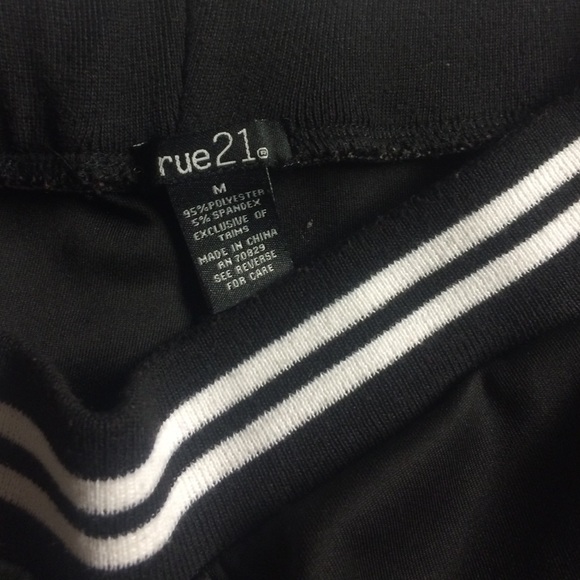 rue21®
M
95%POLYESTER
5% SPANDEX
EXCLUSIVE OF
TRIMS
MADE IN CHINA
RN 70829
SEE REVERSE
FOR CARE